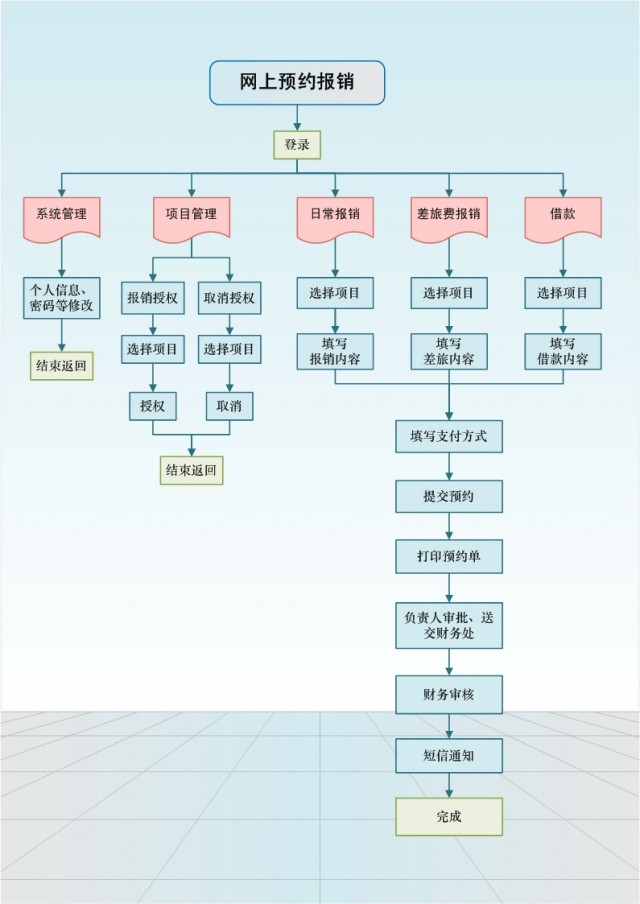 网上预约报销
登录
系统管理
项目管理
日常报销
差旅费报销
借款
个人信息、
密码等修改
报销授权
取消授权
选择项目
选择项目
选择项目
结束返回
选择项目
选择项目
填写
报销内容
填写
差旅内容
填写
借款内容
授权
取消
结束返回
填写支付方式
提交预约
打印预约单
负责人审批、送
交财务处
财务审核
短信通知
完成